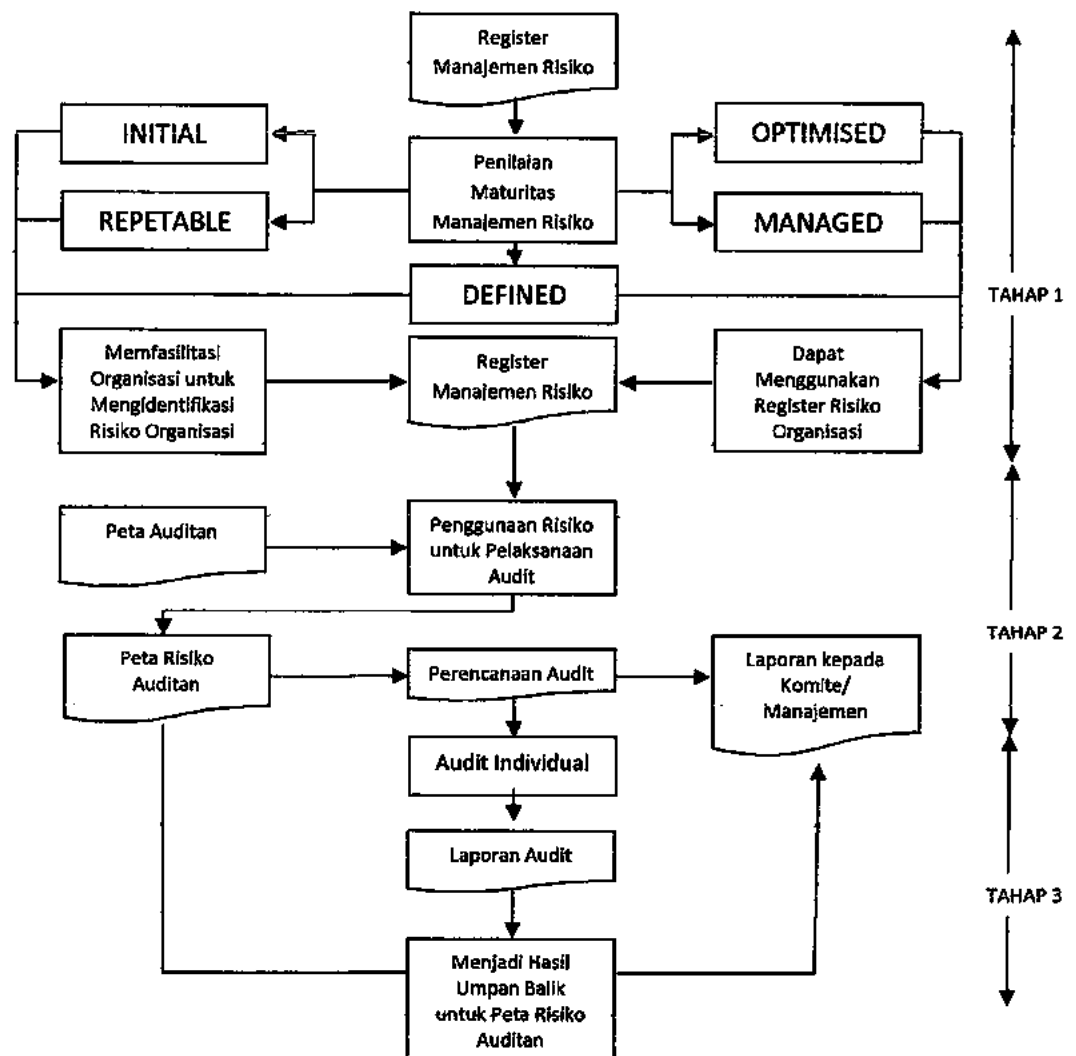 Register
Manajemen Risiko
INITIAL
OPTIMISED
Penilaian
Maturitas
Manajemen Risiko
REPETABLE
MANAGED
DEFINED
TAHAP 1
Memfasilitasi
Organisasi untuk
Mengidentifikasi
Risiko Organisasi
Register
Manajemen Risiko
Dapat
Menggunakan
Register Risiko
Organisasi
Peta Auditan
Penggunaan Risiko
untuk Pelaksanaan
Audit
TAHAP 2
Peta Risiko
Auditan
Perencanaan Audit
Laporan kepada
Komite/
Manajemen
Audit Individual
Laporan Audit
TAHAP 3
Menjadi Hasil
Umpan Balik
untuk Peta Risiko
Auditan